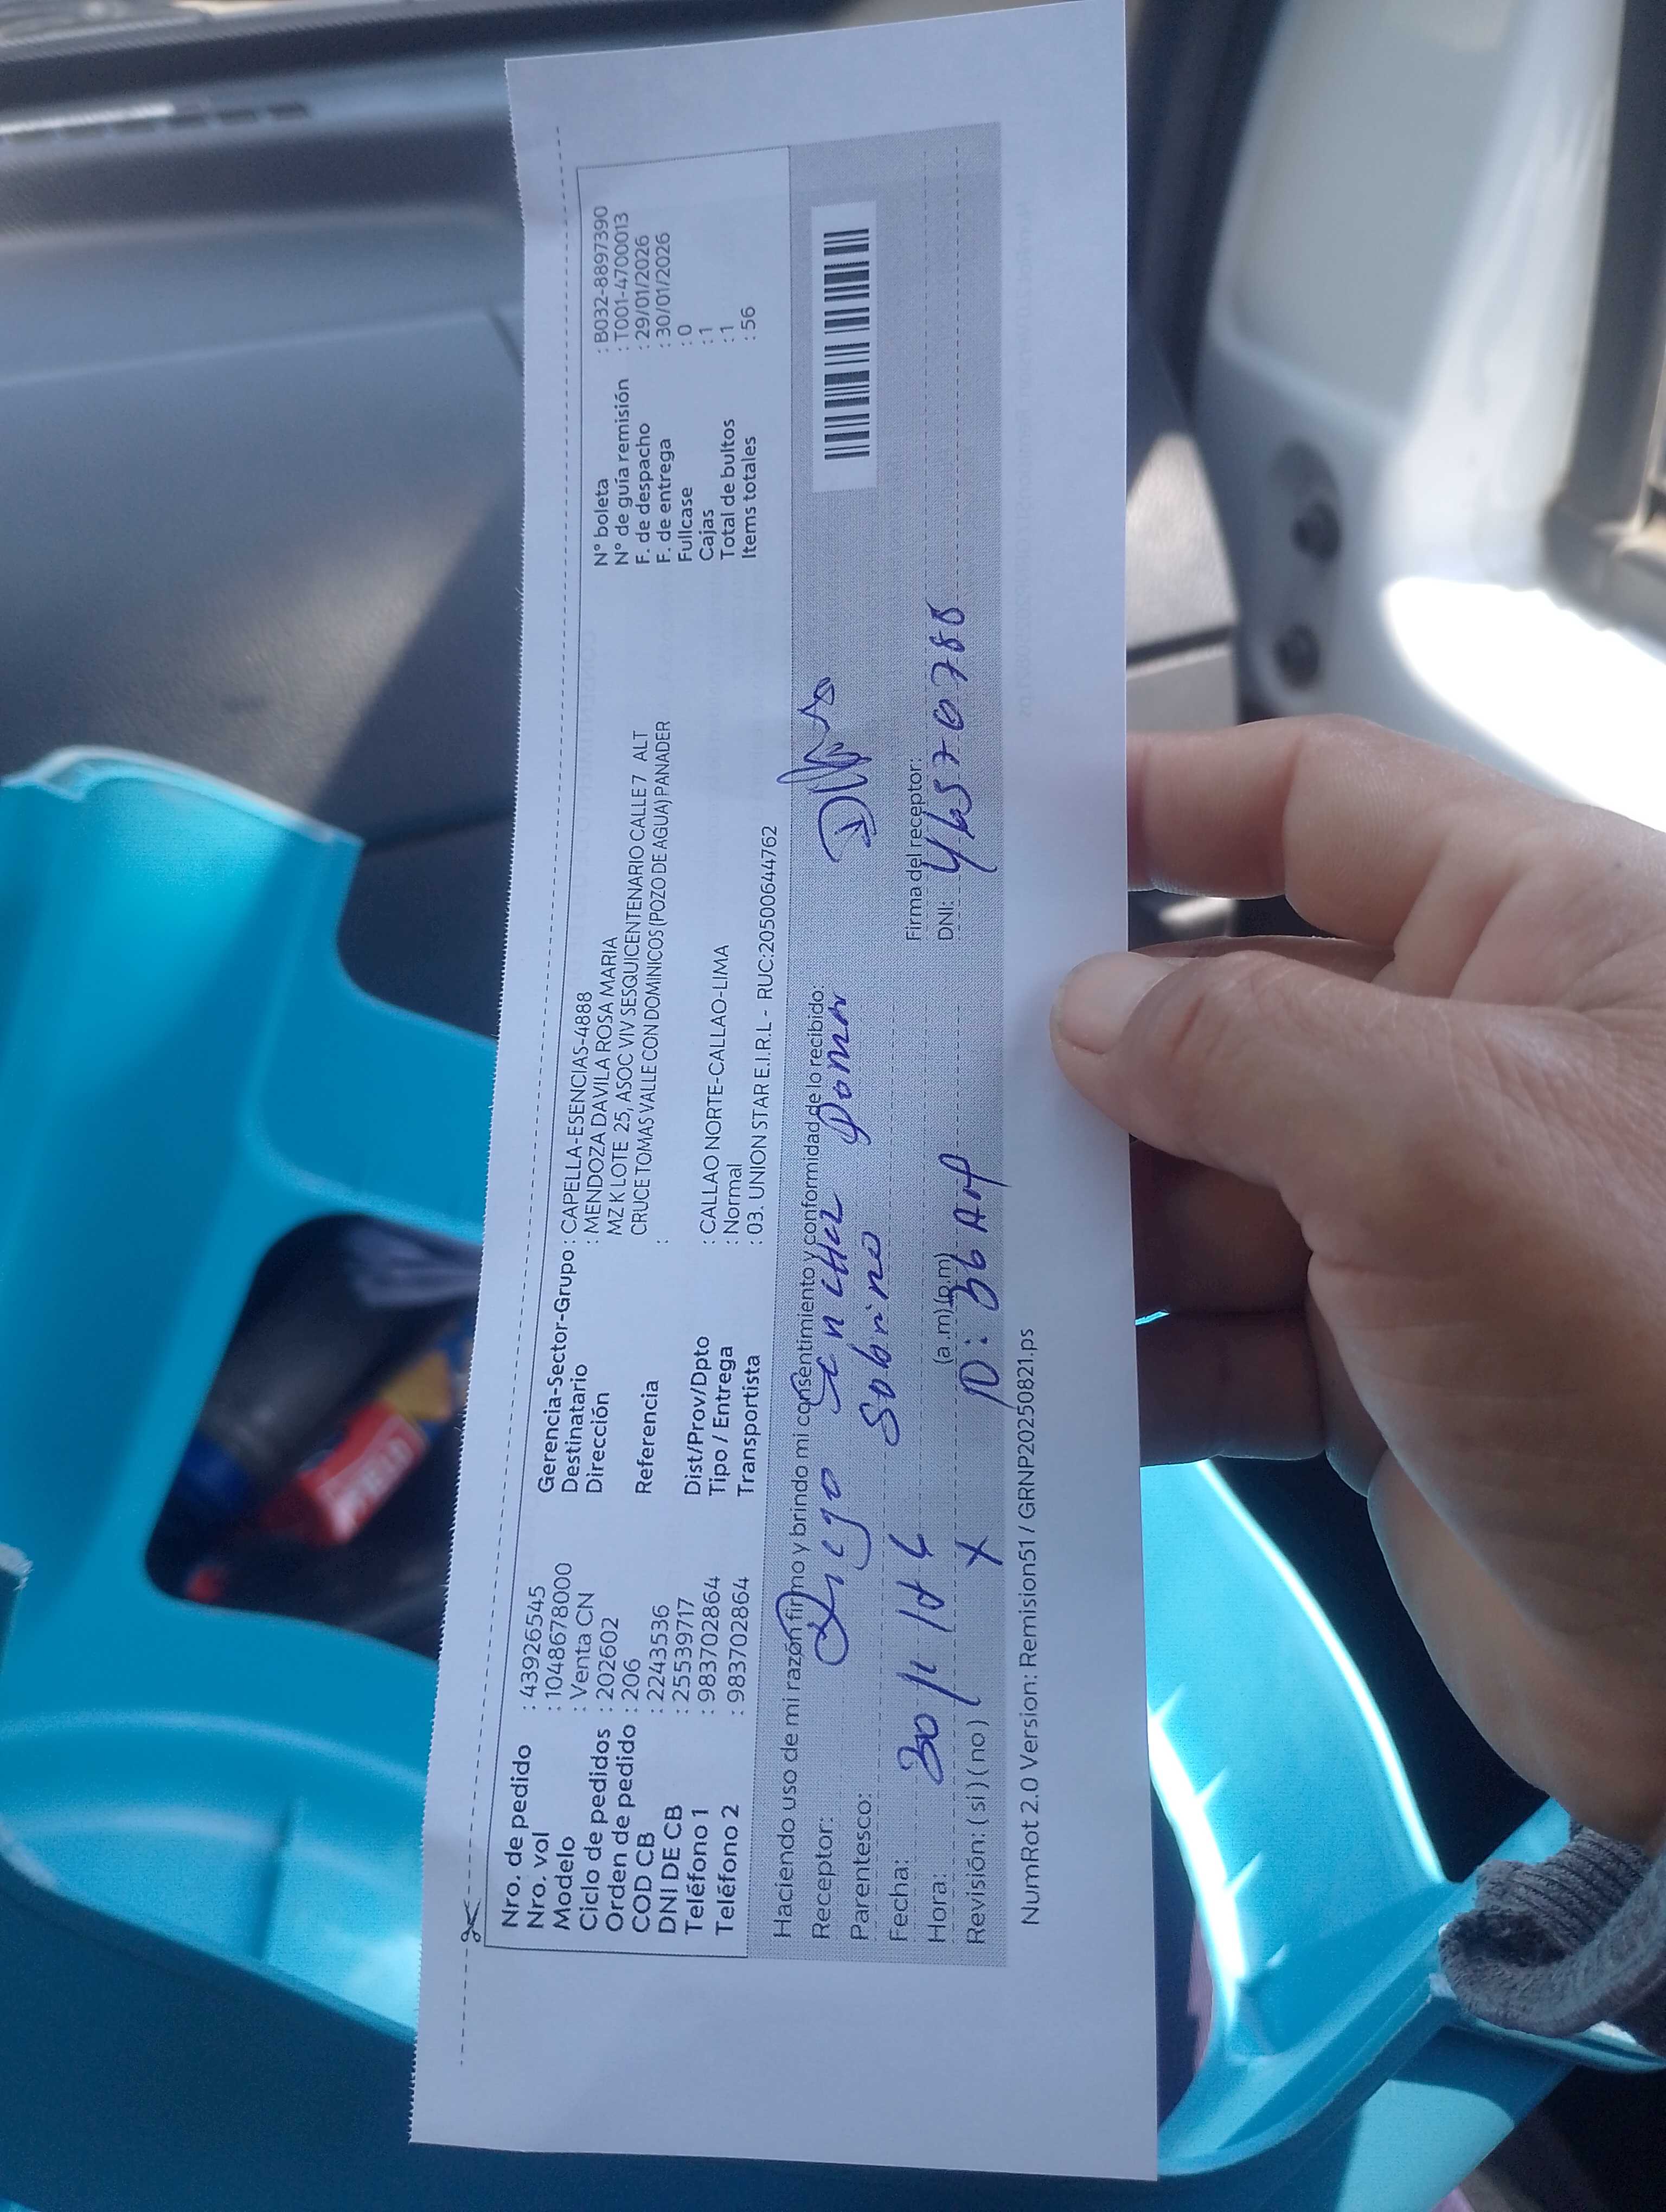 Nro. de pedido : 43926545
Nro. vol : 1048678000
Modelo : Venta CN
Ciclo de pedidos : 202602
Orden de pedido : 206
COD CB : 2243536
DNI DE CB : 25539717
Teléfono 1 : 983702864
Teléfono 2 : 983702864
Gerencia-Sector-Grupo : CAPELLA-ESENCIAS-4888
Destinatario : MENDOZA DAVILA ROSA MARIA
Dirección MZ K LOTE 25, ASOC VIV SESQUICENTENARIO CALLE 7 ALT
CRUCE TOMAS VALLE CON DOMINICOS (POZO DE AGUA) PANADER
Referencia :
Dist/Prov/Dpto : CALLAO NORTE-CALLAO-LIMA
Tipo / Entrega : Normal
Transportista : 03. UNION STAR E.I.R.L - RUC:20500644762
N° boleta : B032-8897390
N° de guía remisión : T001-4700013
F. de despacho : 29/01/2026
F. de entrega : 30/01/2026
Fullcase : 0
Cajas : 1
Total de bultos : 1
Items totales : 56
Haciendo uso de mi razón firmo y brindo mi consentimiento y conformidad de lo recibido:
Receptor: Diego
Parentesco: Sobrino
Fecha: 30
Hora: (a .m) (p.m) 10:36 AM
Revisión: (si) (no) X
Firma del receptor:
DNI:
NumRot 2.0 Version: Remision51 / GRNP20250821.ps